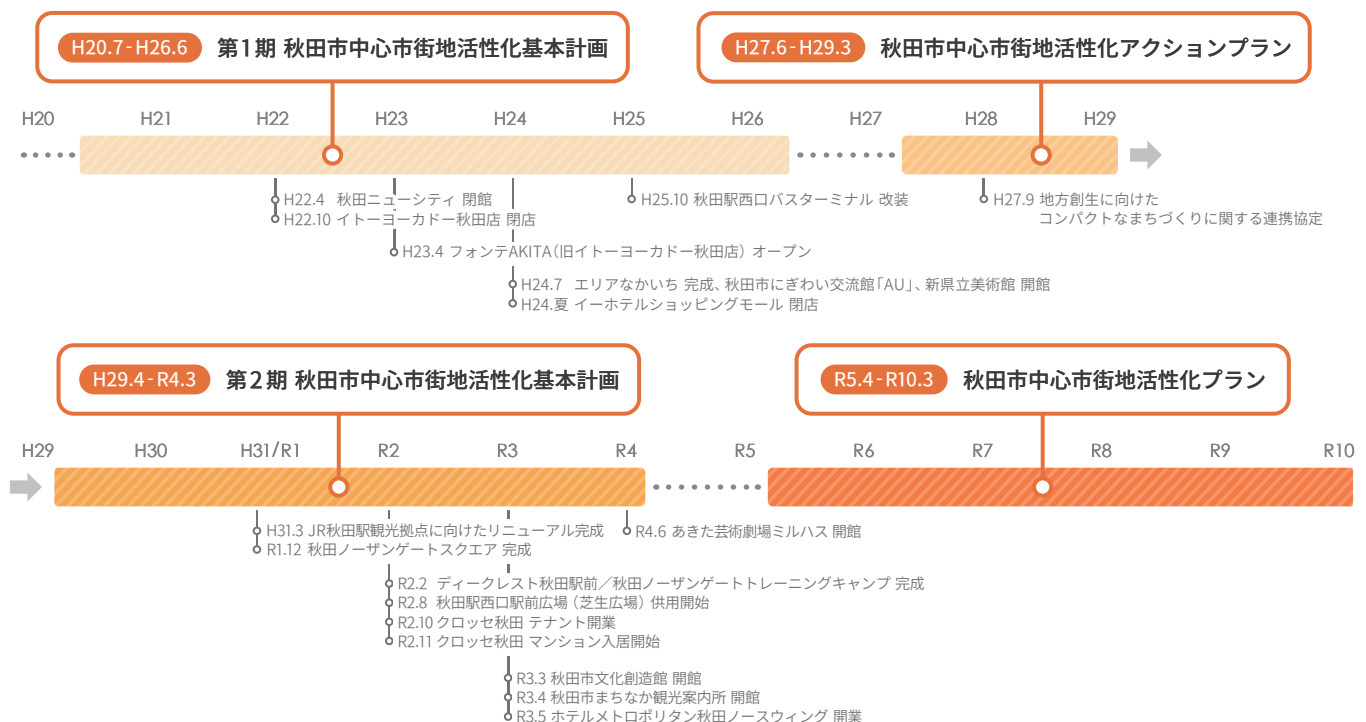 H20.7-H26.6 第1期 秋田市中心市街地活性化基本計画
H27.6-H29.3 秋田市中心市街地活性化アクションプラン
H20 H21 H22 H23 H24 H25 H26 H27 H28 H29
H22.4 秋田ニューシティ 閉館
H22.10 イトーヨーカドー秋田店 閉店
H25.10 秋田駅西口バスターミナル 改装
H27.9 地方創生に向けた
コンパクトなまちづくりに関する連携協定
H23.4 フォンテAKITA(旧イトーヨーカドー秋田店) オープン
H24.7 エリアなかいち 完成、秋田市にぎわい交流館「AU」、新県立美術館 開館
H24.夏 イーホテルショッピングモール 閉店
H29.4-R4.3 第2期 秋田市中心市街地活性化基本計画
R5.4-R10.3 秋田市中心市街地活性化プラン
H29 H30 H31/R1 R2 R3 R4 R5 R6 R7 R8 R9 R10
H31.3 JR秋田駅観光拠点に向けたリニューアル完成
R1.12 秋田ノーザンゲートスクエア 完成
R4.6 あきた芸術劇場ミルハス 開館
R2.2 ディークレスト秋田駅前/秋田ノーザンゲートトレーニングキャンプ 完成
R2.8 秋田駅西口駅前広場(芝生広場)供用開始
R2.10 クロッセ秋田 テナント開業
R2.11 クロッセ秋田 マンション入居開始
R3.3 秋田市文化創造館 開館
R3.4 秋田市まちなか観光案内所 開館
R3.5 ホテルメトロポリタン秋田ノースウィング 開業